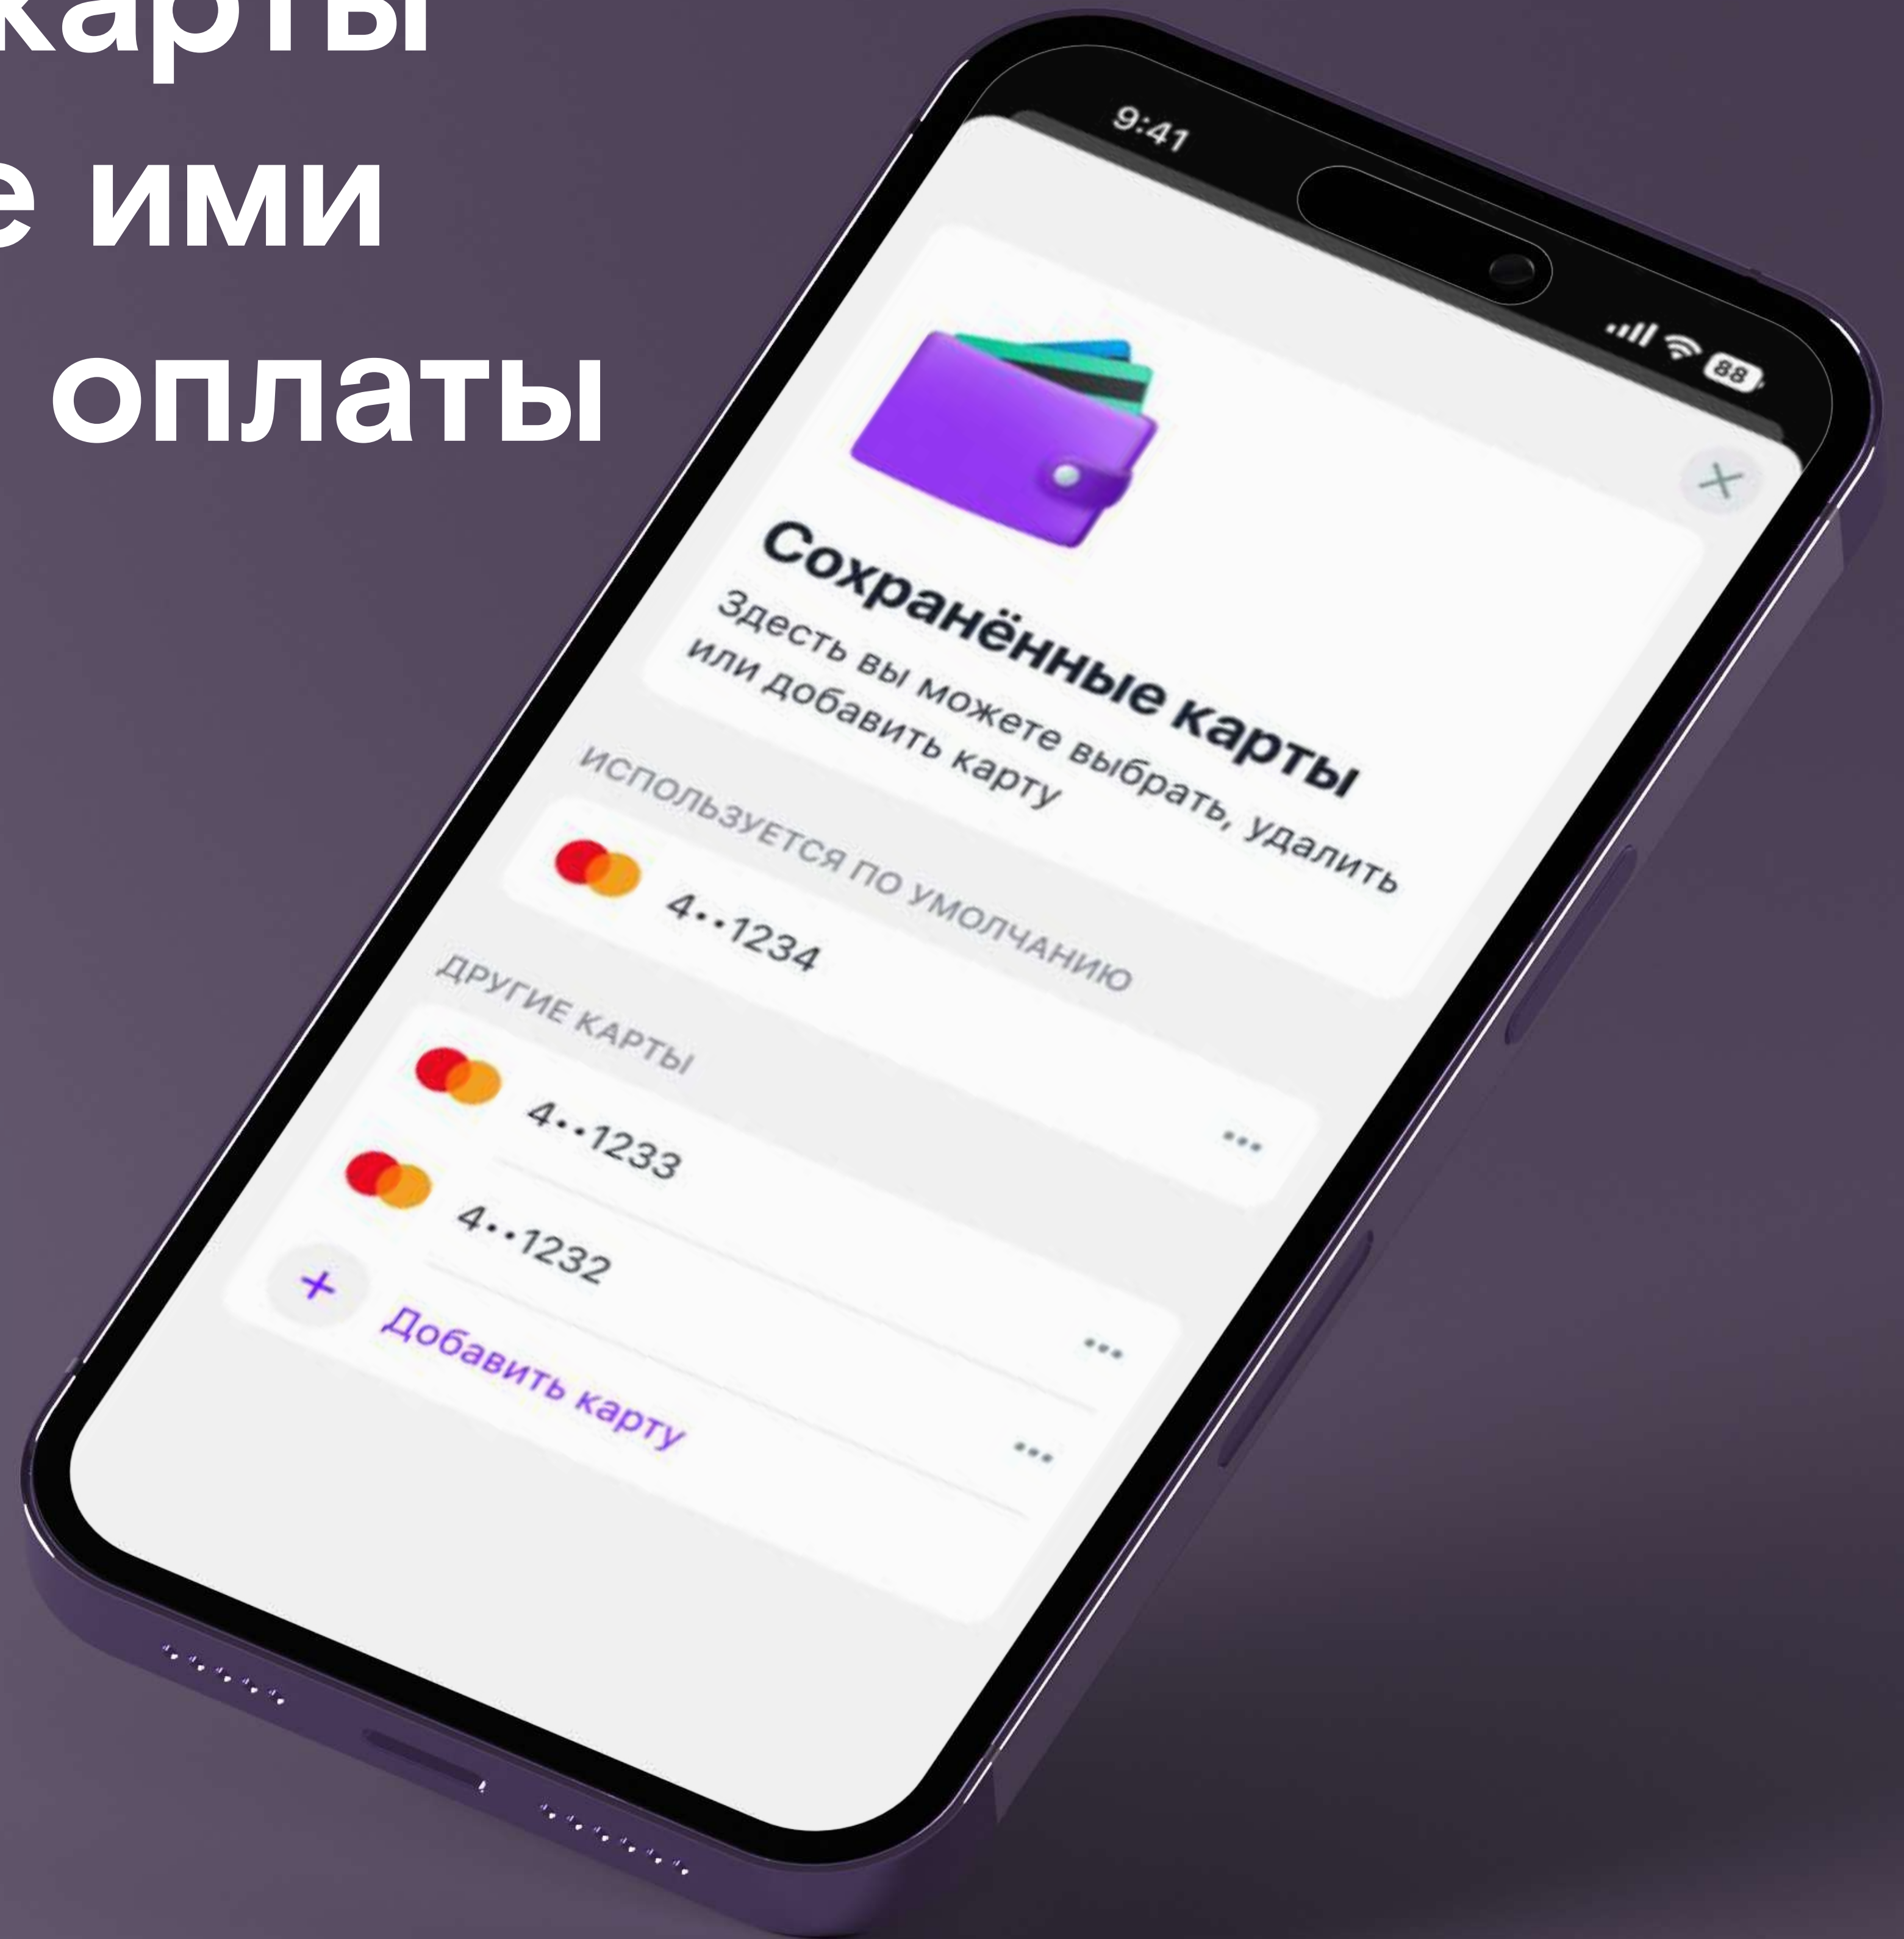 карты
е ими
оплаты
9:41
88
Сохранённые карты
Здесть вы можете выбрать, удалить
или добавить карту
ИСПОЛЬЗУЕТСЯ ПО УМОЛЧАНИЮ
4··1234
ДРУГИЕ КАРТЫ
4··1233
4··1232
Добавить карту